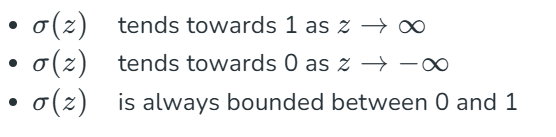 • σ(z) tends towards 1 as z → ∞
• σ(z) tends towards 0 as z → −∞
• σ(z) is always bounded between 0 and 1